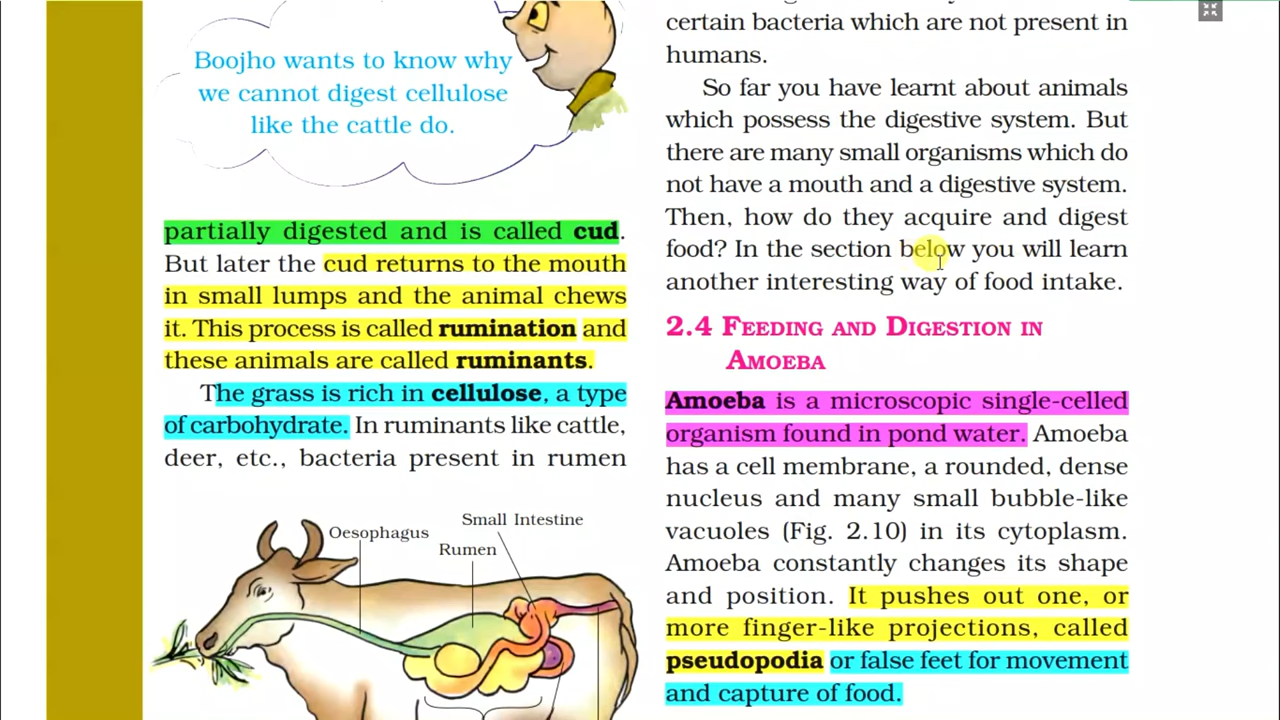 Boojho wants to know why
we cannot digest cellulose
like the cattle do.
partially digested and is called cud.
But later the cud returns to the mouth
in small lumps and the animal chews
it. This process is called rumination and
these animals are called ruminants.
The grass is rich in cellulose, a type
of carbohydrate. In ruminants like cattle,
deer, etc., bacteria present in rumen
Oesophagus
Small Intestine
Rumen
certain bacteria which are not present in
humans.
So far you have learnt about animals
which possess the digestive system. But
there are many small organisms which do
not have a mouth and a digestive system.
Then, how do they acquire and digest
food? In the section below you will learn
another interesting way of food intake.
2.4 FEEDING AND DIGESTION IN
AMOEBA
Amoeba is a microscopic single-celled
organism found in pond water. Amoeba
has a cell membrane, a rounded, dense
nucleus and many small bubble-like
vacuoles (Fig. 2.10) in its cytoplasm.
Amoeba constantly changes its shape
and position. It pushes out one, or
more finger-like projections, called
pseudopodia or false feet for movement
and capture of food.